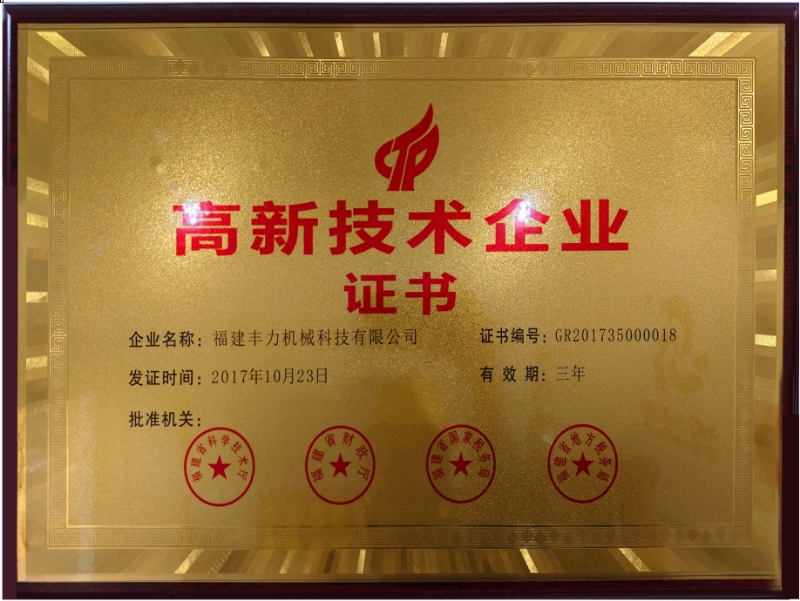 高新技术企业
证书
企业名称：福建丰力机械科技有限公司
证书编号：GR201735000018
发证时间：2017年10月23日
有效期：三年
批准机关：
福建省科学技术厅
福建省财政厅
福建省国家税务局
福建省地方税务局